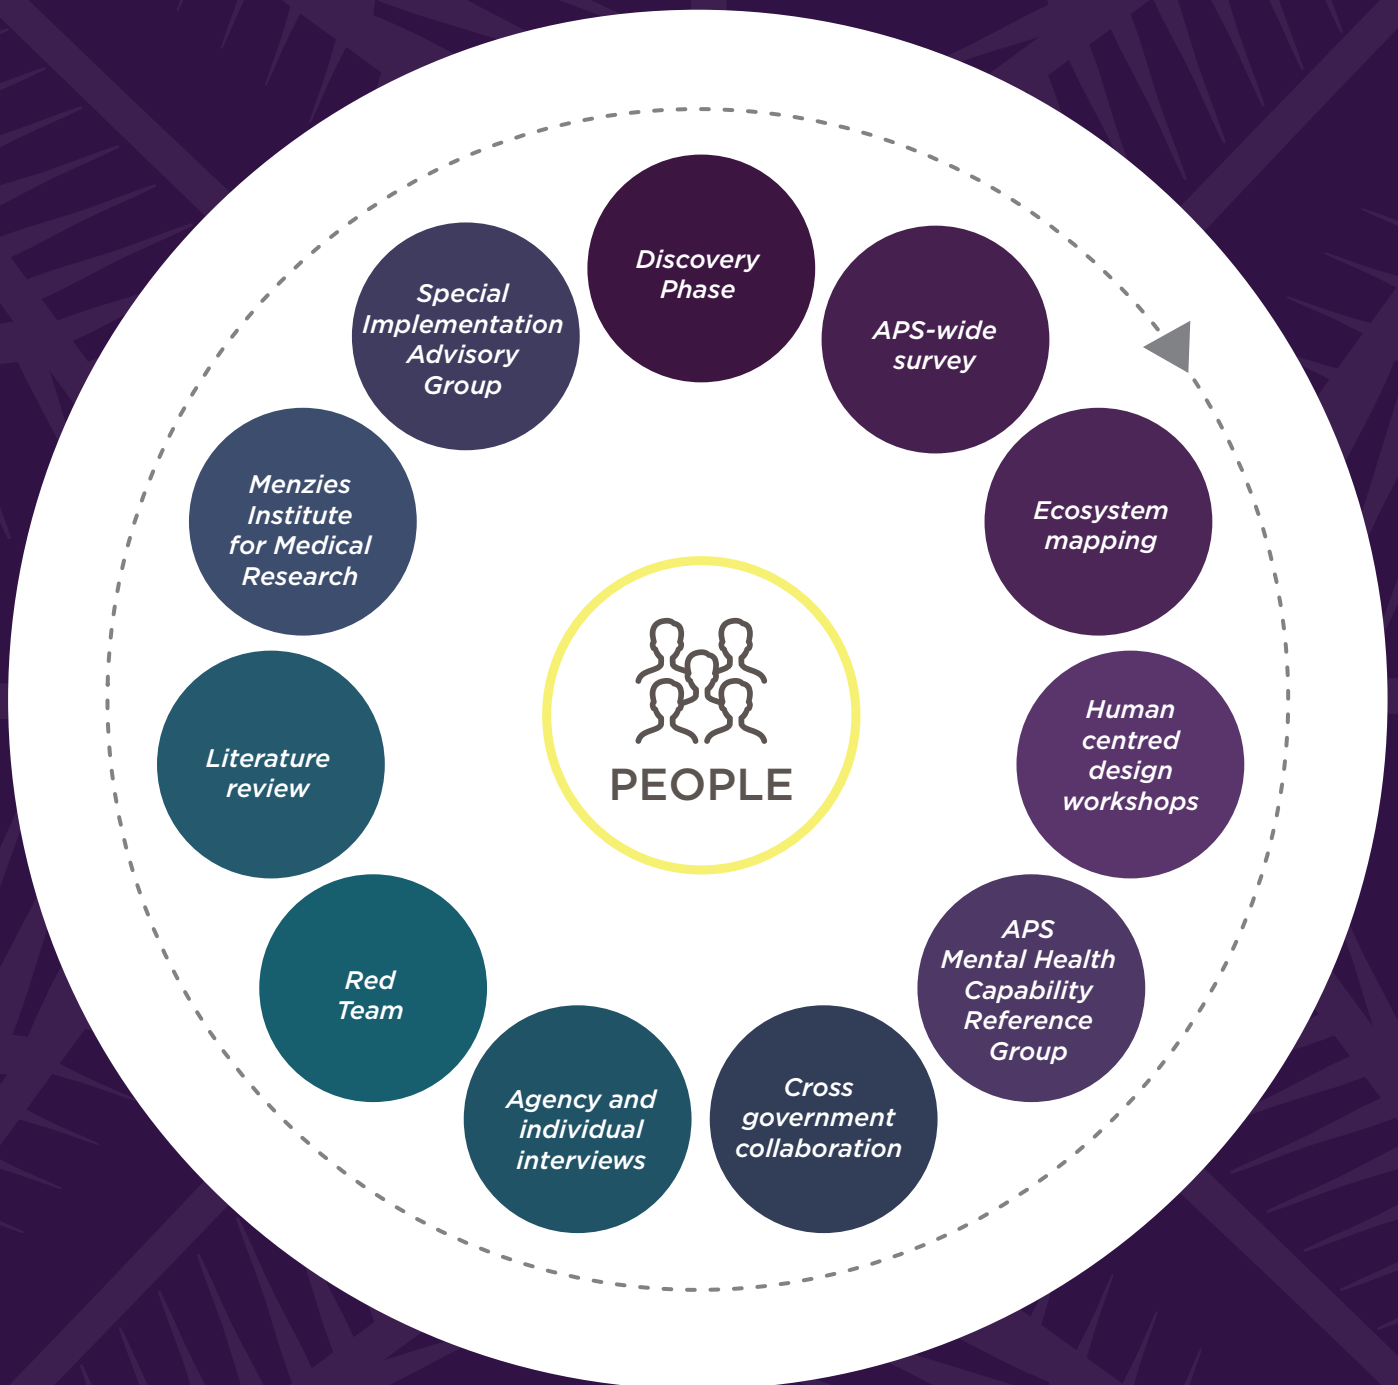 Discovery
Phase
APS-wide
survey
Ecosystem
mapping
Human
centred
design
workshops
APS
Mental Health
Capability
Reference
Group
Cross
government
collaboration
Agency and
individual
interviews
Red
Team
Literature
review
Menzies
Institute
for Medical
Research
Special
Implementation
Advisory
Group
PEOPLE